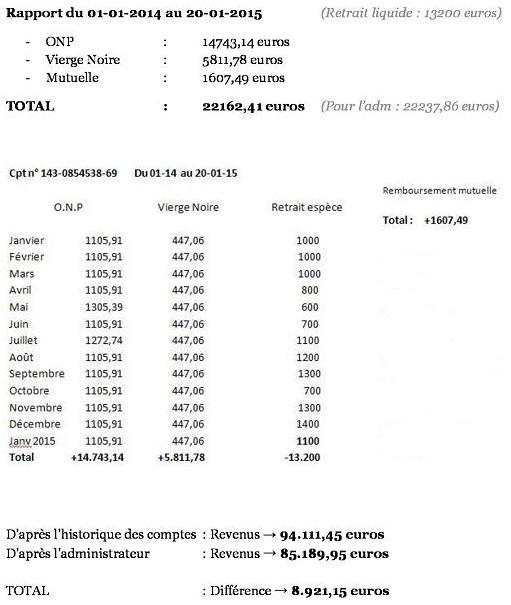 Rapport du 01-01-2014 au 20-01-2015 (Retrait liquide : 13200 euros)
- ONP : 14743,14 euros
- Vierge Noire : 5811,78 euros
- Mutuelle : 1607,49 euros
TOTAL : 22162,41 euros (Pour l'adm : 22237,86 euros)
Cpt n° 143-0854538-69 Du 01-14 au 20-01-15
Remboursement mutuelle
O.N.P Vierge Noire Retrait espèce
Total : +1607,49
Janvier 1105,91 447,06 1000
Février 1105,91 447,06 1000
Mars 1105,91 447,06 1000
Avril 1105,91 447,06 800
Mai 1305,39 447,06 600
Juin 1105,91 447,06 700
Juillet 1272,74 447,06 1100
Août 1105,91 447,06 1200
Septembre 1105,91 447,06 1300
Octobre 1105,91 447,06 700
Novembre 1105,91 447,06 1300
Décembre 1105,91 447,06 1400
Janv 2015 1105,91 447,06 1100
Total +14.743,14 +5.811,78 -13.200
D'après l'historique des comptes : Revenus → 94.111,45 euros
D'après l'administrateur : Revenus → 85.189,95 euros
TOTAL : Différence → 8.921,15 euros